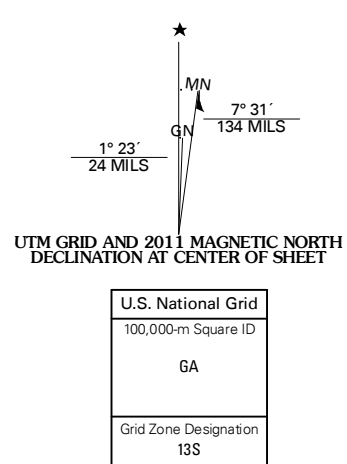 ★
MN
7° 31´
134 MILS
GN
1° 23´
24 MILS
UTM GRID AND 2011 MAGNETIC NORTH
DECLINATION AT CENTER OF SHEET
U.S. National Grid
100,000-m Square ID
GA
Grid Zone Designation
13S